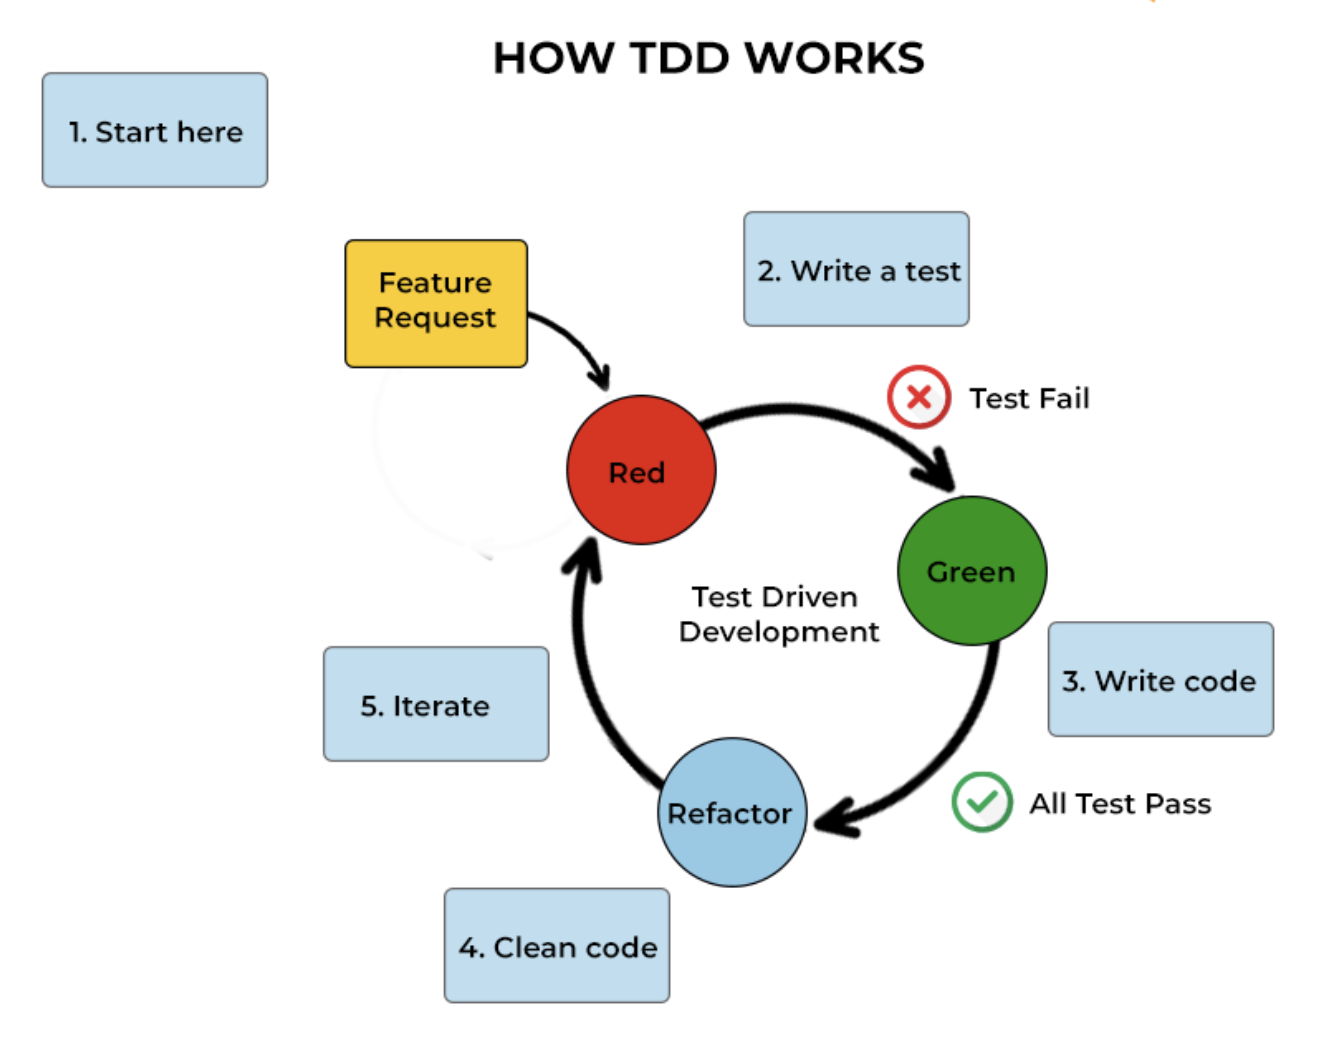 HOW TDD WORKS
1. Start here
2. Write a test
Feature
Request
Test Fail
Red
Green
Test Driven
Development
3. Write code
5. Iterate
All Test Pass
Refactor
4. Clean code